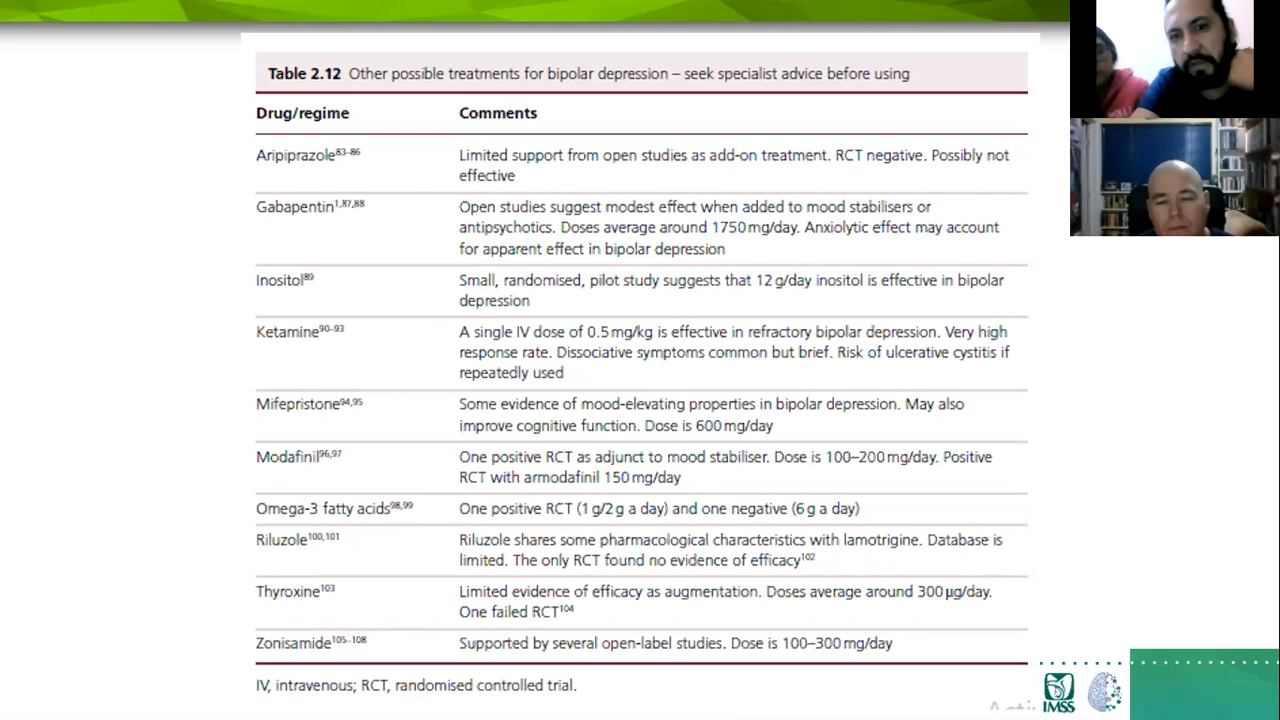 Table 2.12 Other possible treatments for bipolar depression – seek specialist advice before using
Drug/regime Comments
Aripiprazole83–86 Limited support from open studies as add-on treatment. RCT negative. Possibly not
effective
Gabapentin1,87,88 Open studies suggest modest effect when added to mood stabilisers or
antipsychotics. Doses average around 1750 mg/day. Anxiolytic effect may account
for apparent effect in bipolar depression
Inositol89 Small, randomised, pilot study suggests that 12 g/day inositol is effective in bipolar
depression
Ketamine90–93 A single IV dose of 0.5 mg/kg is effective in refractory bipolar depression. Very high
response rate. Dissociative symptoms common but brief. Risk of ulcerative cystitis if
repeatedly used
Mifepristone94,95 Some evidence of mood-elevating properties in bipolar depression. May also
improve cognitive function. Dose is 600 mg/day
Modafinil96,97 One positive RCT as adjunct to mood stabiliser. Dose is 100–200 mg/day. Positive
RCT with armodafinil 150 mg/day
Omega-3 fatty acids98,99 One positive RCT (1 g/2 g a day) and one negative (6 g a day)
Riluzole100,101 Riluzole shares some pharmacological characteristics with lamotrigine. Database is
limited. The only RCT found no evidence of efficacy102
Thyroxine103 Limited evidence of efficacy as augmentation. Doses average around 300 µg/day.
One failed RCT104
Zonisamide105–108 Supported by several open-label studies. Dose is 100–300 mg/day
IV, intravenous; RCT, randomised controlled trial.
IMSS